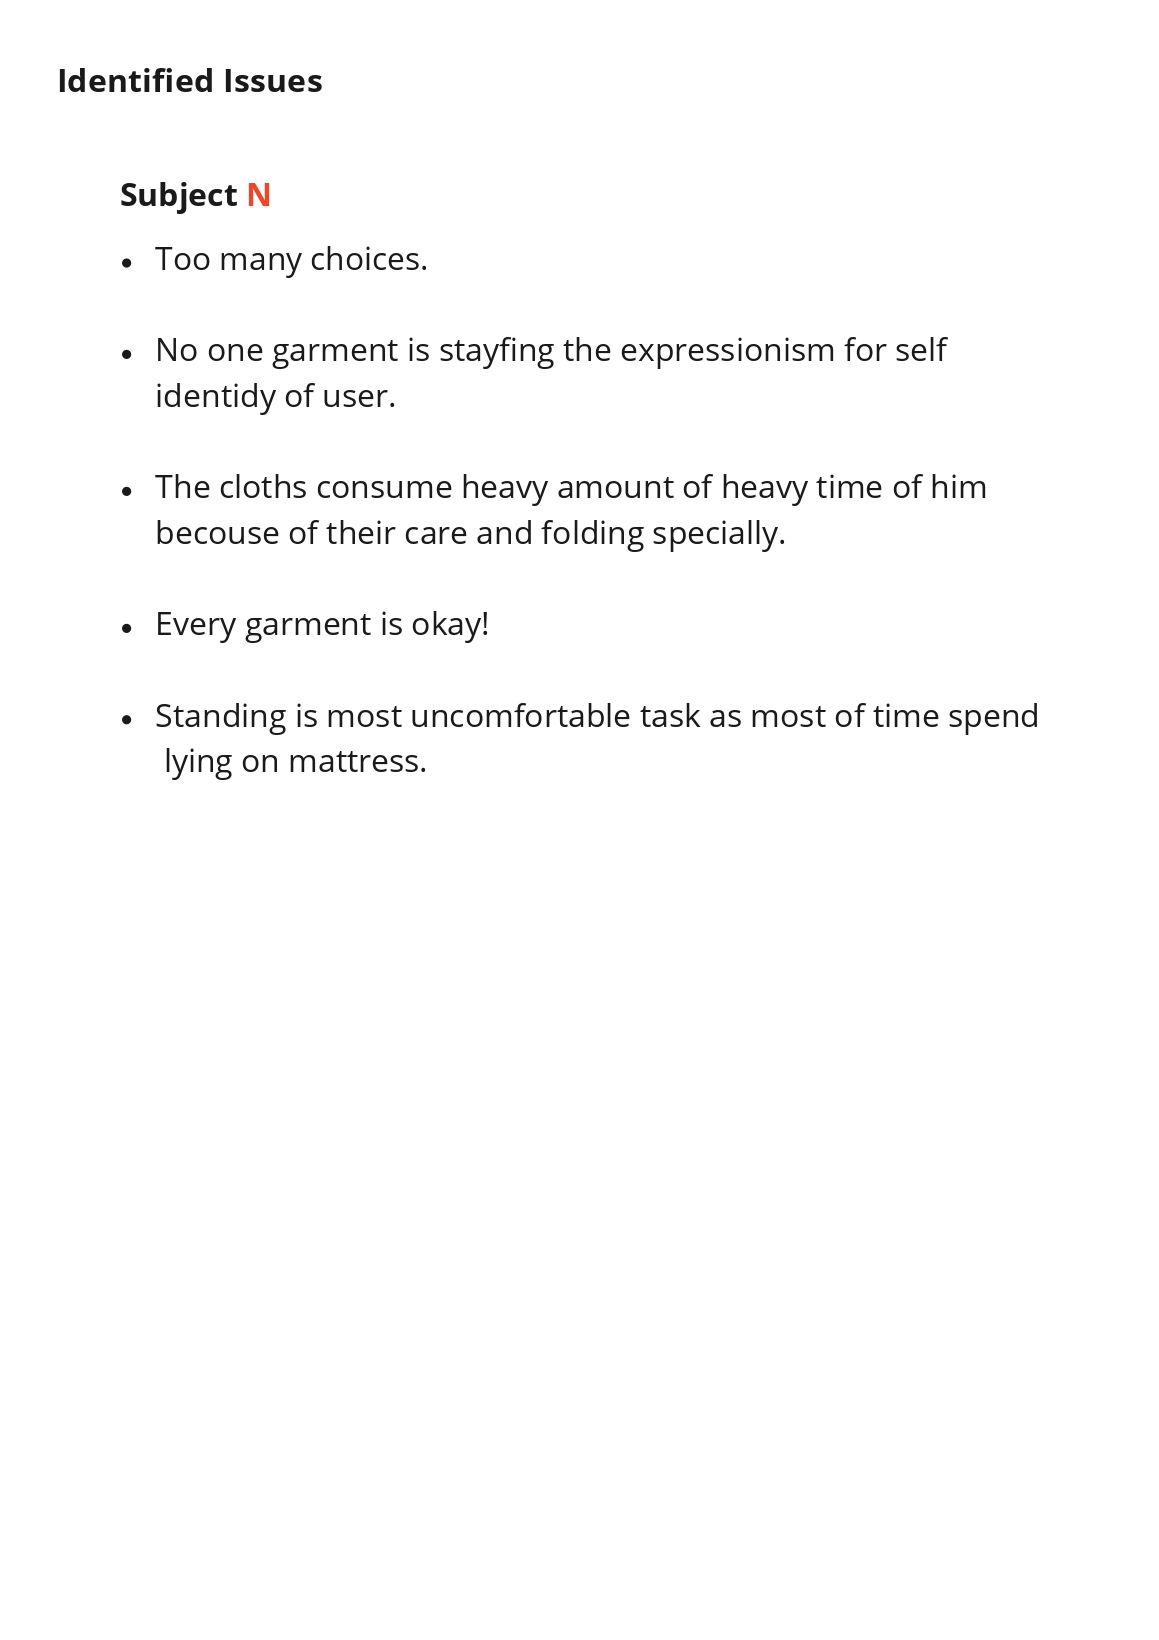 Identified Issues
Subject N
• Too many choices.
• No one garment is stayfing the expressionism for self
identidy of user.
• The cloths consume heavy amount of heavy time of him
becouse of their care and folding specially.
• Every garment is okay!
• Standing is most uncomfortable task as most of time spend
lying on mattress.